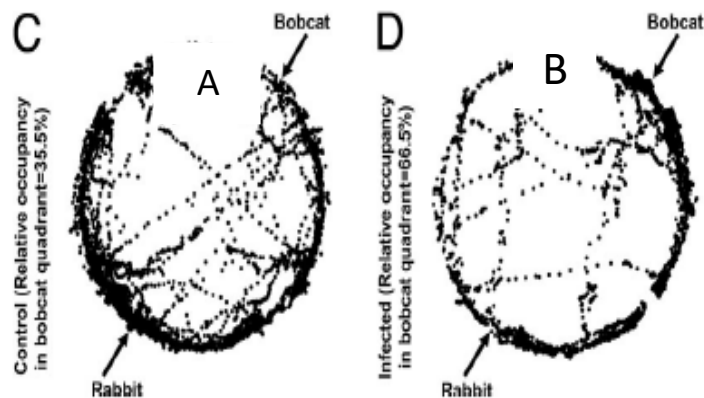 C
Bobcat
A
Control (Relative occupancy
in bobcat quadrant=35.5%)
Rabbit
D
Bobcat
B
Infected (Relative occupancy
in bobcat quadrant=66.5%)
Rabbit